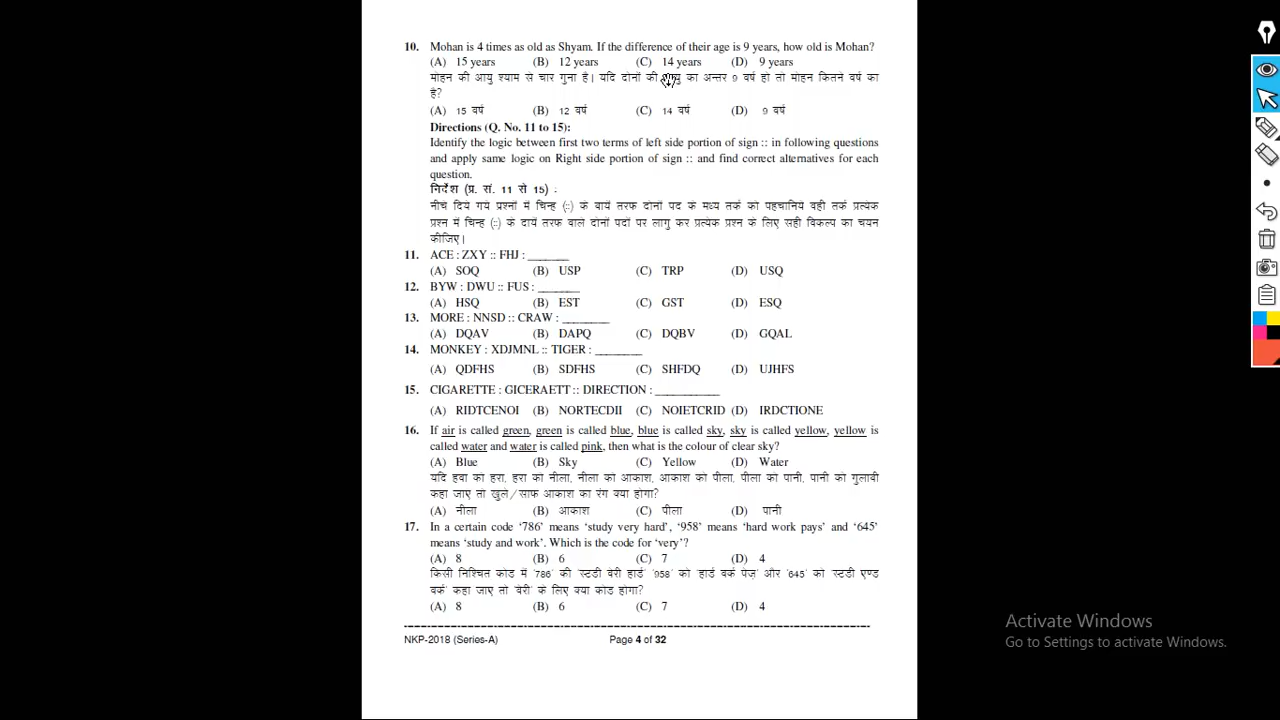 10. Mohan is 4 times as old as Shyam. If the difference of their age is 9 years, how old is Mohan?
(A) 15 years (B) 12 years (C) 14 years (D) 9 years
मोहन की आयु श्याम से चार गुना है। यदि दोनों की का अन्तर 9 वर्ष हो तो मोहन कितने वर्ष का
है?
(A) 15 वर्ष (B) 12 वर्ष (C) 14 वर्ष (D) 9 वर्ष
Directions (Q. No. 11 to 15):
Identify the logic between first two terms of left side portion of sign :: in following questions
and apply same logic on Right side portion of sign :: and find correct alternatives for each
question.
निर्देश (प्र. सं. 11 से 15) :
नीचे दिये गये प्रश्नों में चिन्ह (::) के बायें तरफ दोनों पद के मध्य तर्क को पहचानिये वही तर्क प्रत्येक
प्रश्न में चिन्ह (::) के दायें तरफ वाले दोनों पदों पर लागु कर प्रत्येक प्रश्न के लिए सही विकल्प का चयन
कीजिए।
11. ACE : ZXY :: FHJ : _______
(A) SOQ (B) USP (C) TRP (D) USQ
12. BYW : DWU :: FUS : _______
(A) HSQ (B) EST (C) GST (D) ESQ
13. MORE : NNSD :: CRAW : ________
(A) DQAV (B) DAPQ (C) DQBV (D) GQAL
14. MONKEY : XDJMNL :: TIGER : ________
(A) QDFHS (B) SDFHS (C) SHFDQ (D) UJHFS
15. CIGARETTE : GICERAETT :: DIRECTION : ___________
(A) RIDTCENOI (B) NORTECDII (C) NOIETCRID (D) IRDCTIONE
16. If air is called green, green is called blue, blue is called sky, sky is called yellow, yellow is
called water and water is called pink, then what is the colour of clear sky?
(A) Blue (B) Sky (C) Yellow (D) Water
यदि हवा को हरा, हरा को नीला, नीला को आकाश, आकाश को पीला, पीला को पानी, पानी को गुलाबी
कहा जाए तो खुले/साफ आकाश का रंग क्या होगा?
(A) नीला (B) आकाश (C) पीला (D) पानी
17. In a certain code ‘786’ means ‘study very hard’, ‘958’ means ‘hard work pays’ and ‘645’
means ‘study and work’. Which is the code for ‘very’?
(A) 8 (B) 6 (C) 7 (D) 4
किसी निश्चित कोड में '786' की 'स्टडी वेरी हार्ड' '958' को 'हार्ड वर्क पेज़' और '645' को 'स्टडी एण्ड
वर्क' कहा जाए तो 'वेरी' के लिए क्या कोड होगा?
(A) 8 (B) 6 (C) 7 (D) 4
NKP-2018 (Series-A) Page 4 of 32
Activate Windows
Go to Settings to activate Windows.